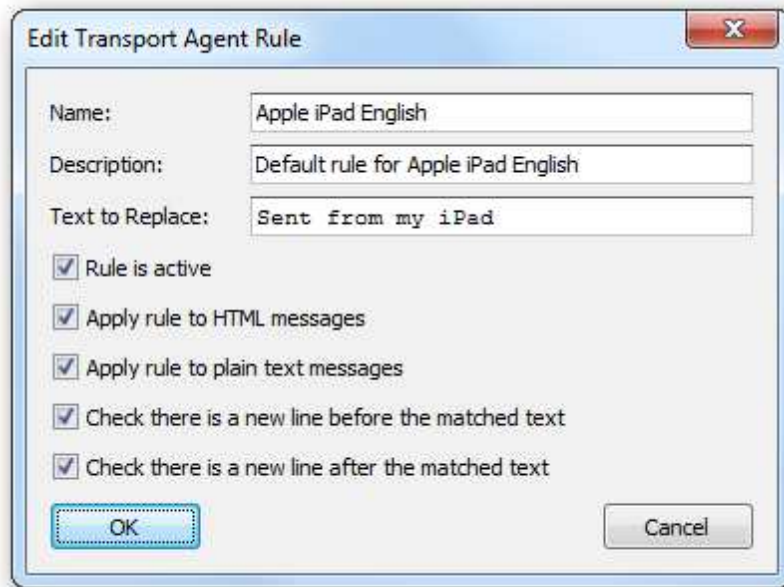 Edit Transport Agent Rule
Name: Apple iPad English
Description: Default rule for Apple iPad English
Text to Replace: Sent from my iPad
Rule is active
Apply rule to HTML messages
Apply rule to plain text messages
Check there is a new line before the matched text
Check there is a new line after the matched text
OK Cancel